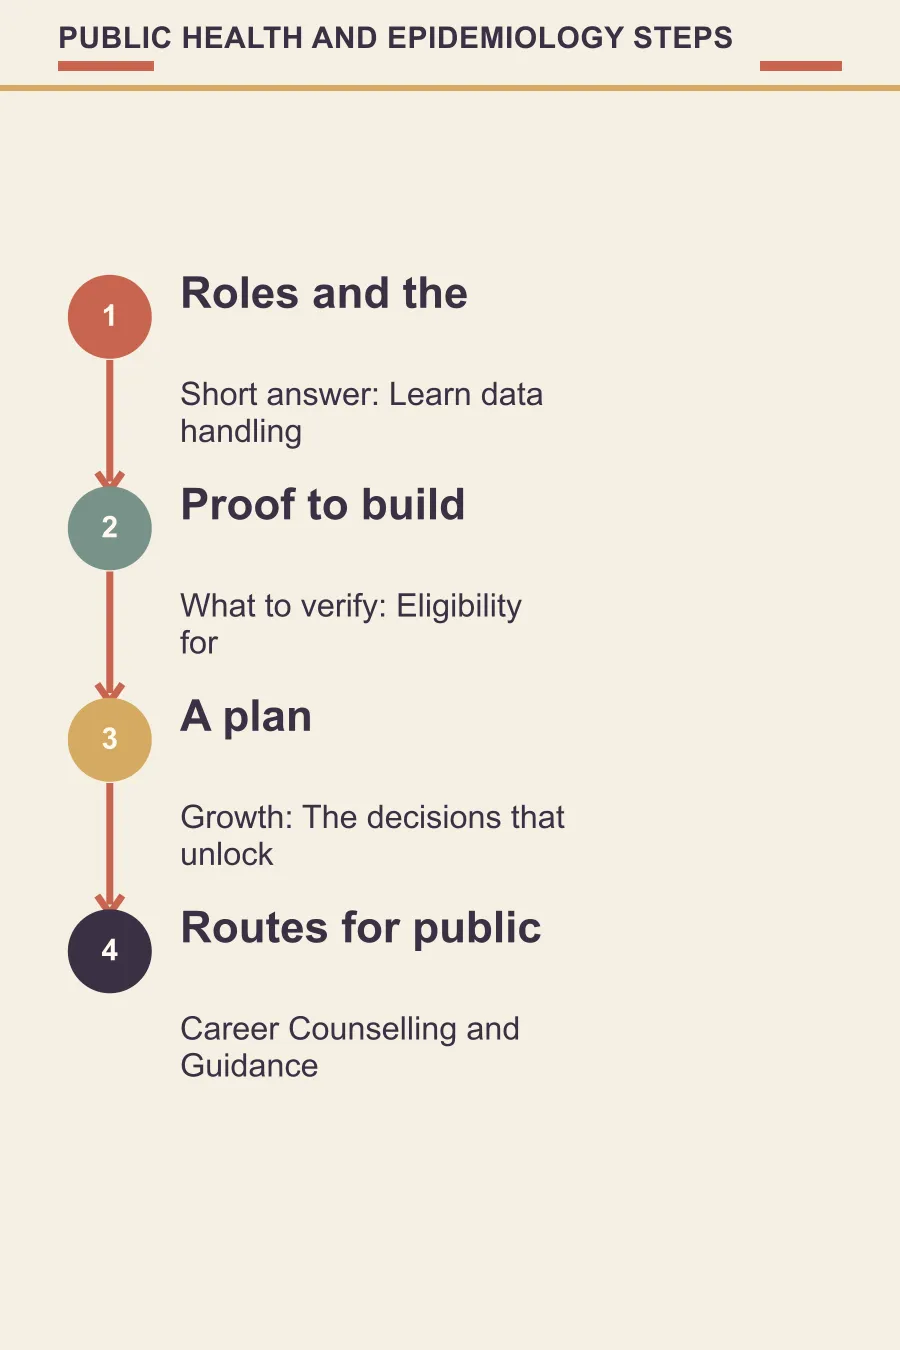 PUBLIC HEALTH AND EPIDEMIOLOGY STEPS
1
Roles and the
Short answer: Learn data
handling
2
Proof to build
What to verify: Eligibility
for
3
A plan
Growth: The decisions that
unlock
4
Routes for public
Career Counselling and
Guidance